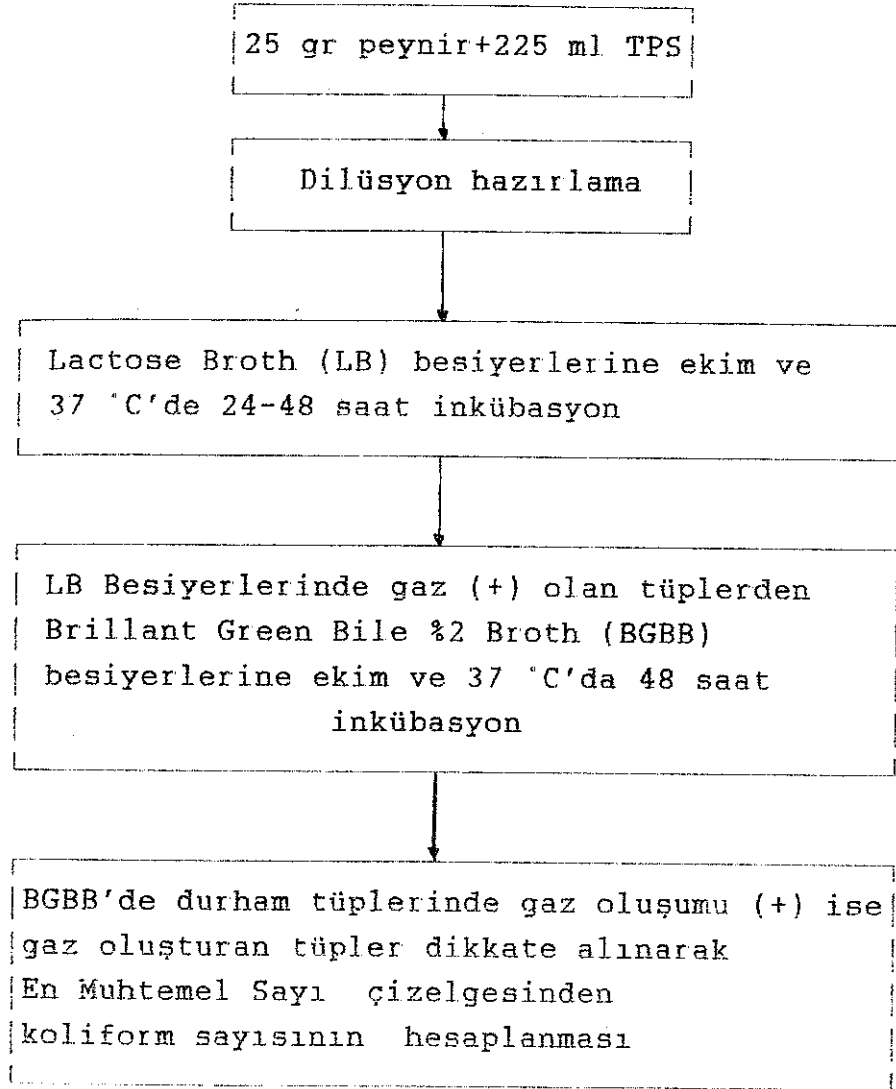 25 gr peynir+225 ml TPS
Dilüsyon hazırlama
Lactose Broth (LB) besiyerlerine ekim ve
37 °C'de 24-48 saat inkübasyon
LB Besiyerlerinde gaz (+) olan tüplerden
Brillant Green Bile %2 Broth (BGBB)
besiyerlerine ekim ve 37 °C'da 48 saat
inkübasyon
BGBB'de durham tüplerinde gaz oluşumu (+) ise
gaz oluşturan tüpler dikkate alınarak
En Muhtemel Sayı çizelgesinden
koliform sayısının hesaplanması